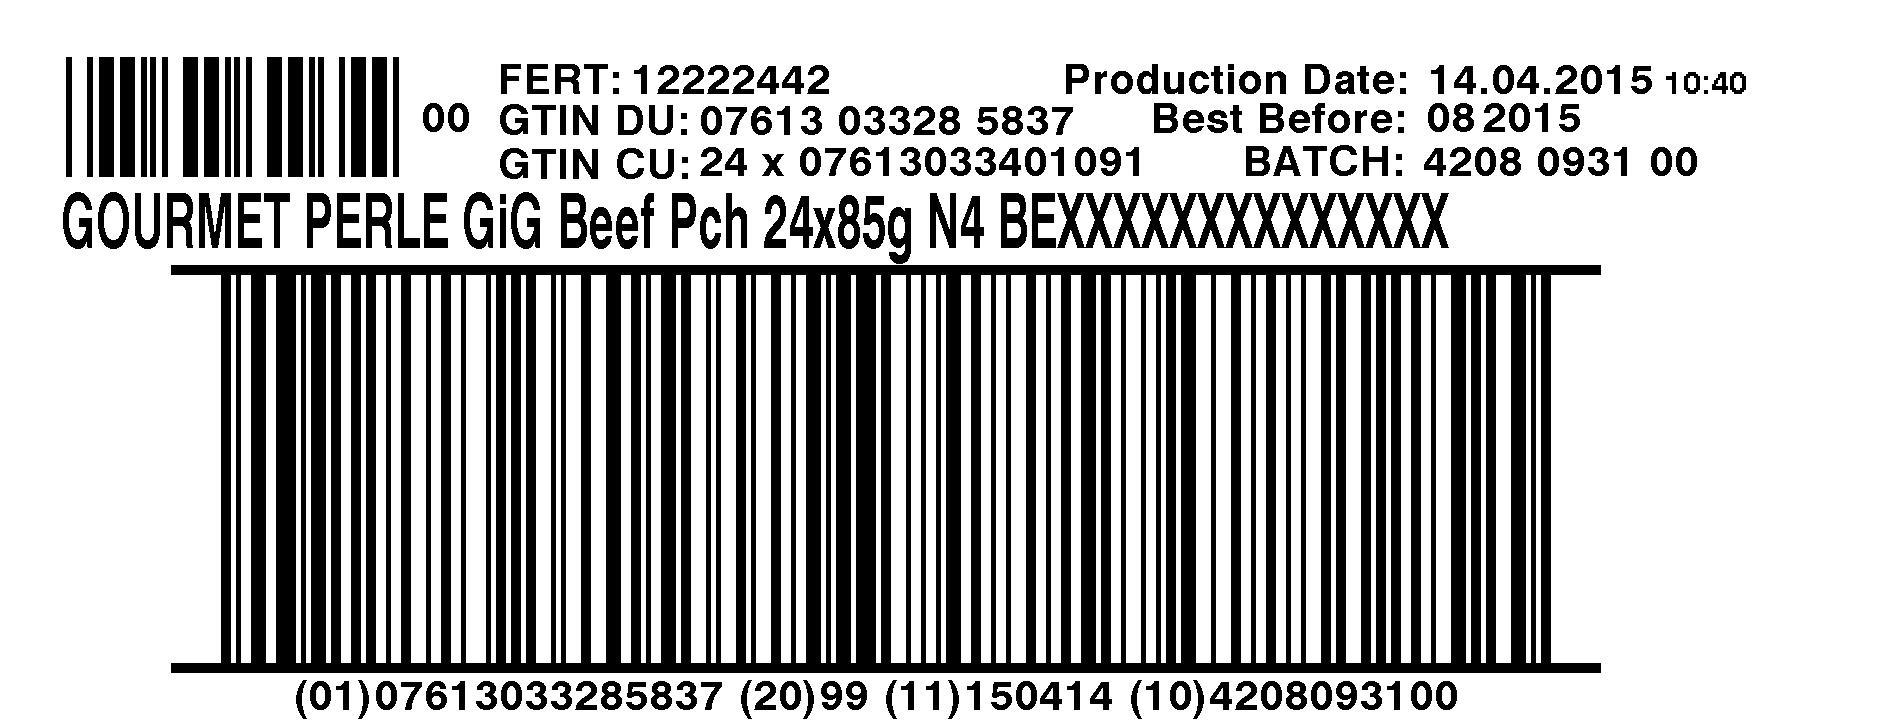 FERT: 12222442 Production Date: 14.04.2015 10:40
00 GTIN DU: 07613 03328 5837 Best Before: 08 2015
GTIN CU: 24 x 07613033401091 BATCH: 4208 0931 00
GOURMET PERLE GiG Beef Pch 24x85g N4 BEXXXXXXXXXXXXXX
(01)07613033285837 (20)99 (11)150414 (10)4208093100